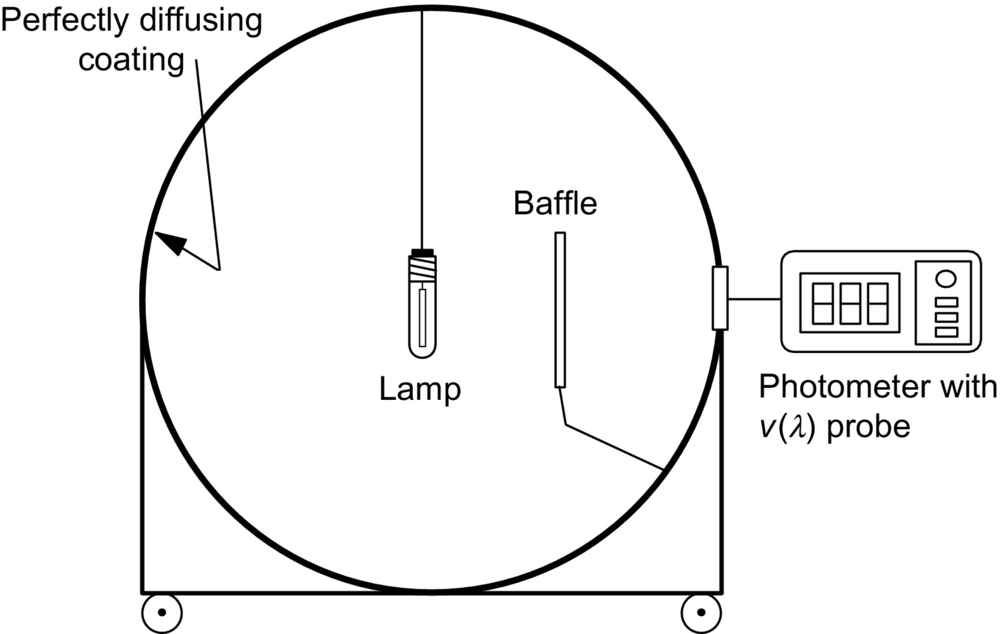 Perfectly diffusing
coating
Baffle
Lamp
Photometer with
v(λ) probe